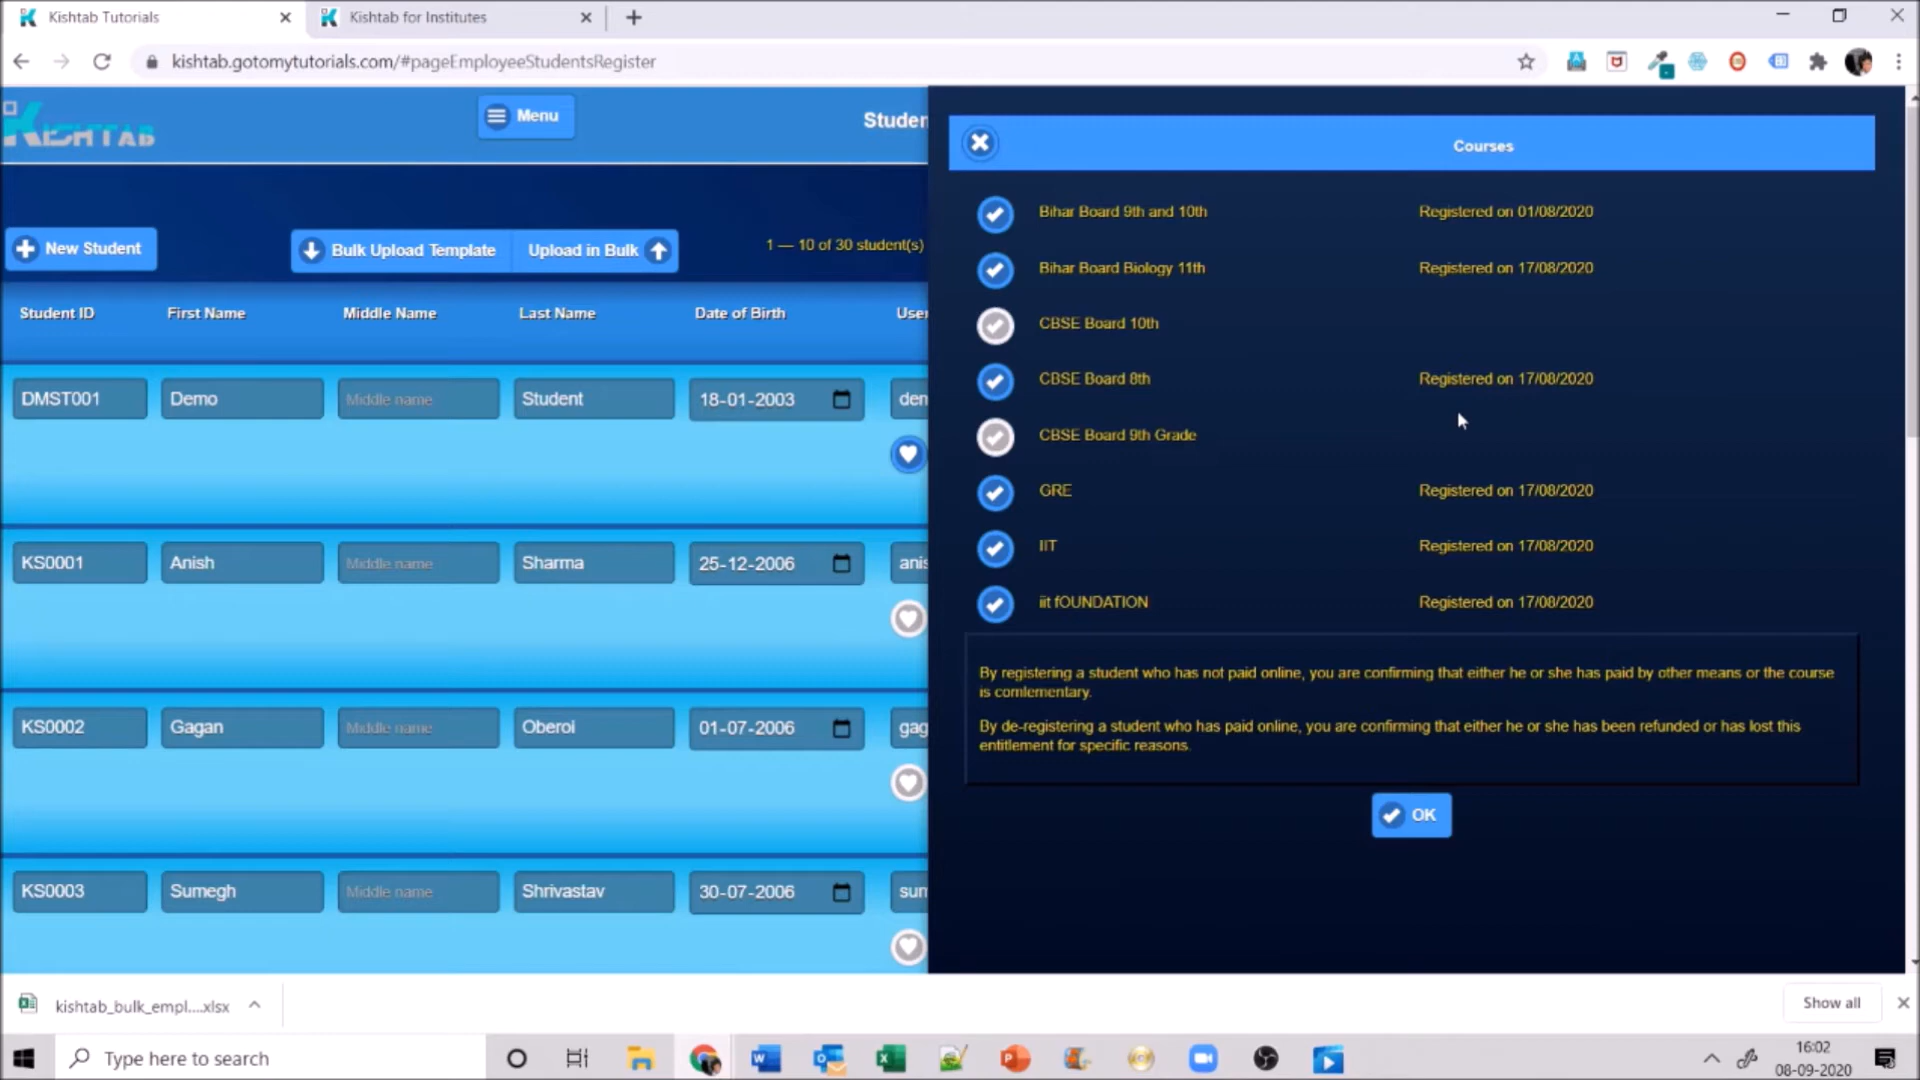 Kishtab Tutorials
Kishtab for Institutes
kishtab.gotomytutorials.com/#pageEmployeeStudentsRegister
KISHTAB
Menu
Studen
New Student
Bulk Upload Template
Upload in Bulk
1 — 10 of 30 student(s)
Student ID First Name Middle Name Last Name Date of Birth User
DMST001 Demo Middle name Student 18-01-2003 den
KS0001 Anish Middle name Sharma 25-12-2006 anis
KS0002 Gagan Middle name Oberoi 01-07-2006 gag
KS0003 Sumegh Middle name Shrivastav 30-07-2006 sum
Courses
Bihar Board 9th and 10th Registered on 01/08/2020
Bihar Board Biology 11th Registered on 17/08/2020
CBSE Board 10th
CBSE Board 8th Registered on 17/08/2020
CBSE Board 9th Grade
GRE Registered on 17/08/2020
IIT Registered on 17/08/2020
iit fOUNDATION Registered on 17/08/2020
By registering a student who has not paid online, you are confirming that either he or she has paid by other means or the course
is comlementary.
By de-registering a student who has paid online, you are confirming that either he or she has been refunded or has lost this
entitlement for specific reasons.
OK
kishtab_bulk_empl....xlsx
Show all
Type here to search
16:02
08-09-2020